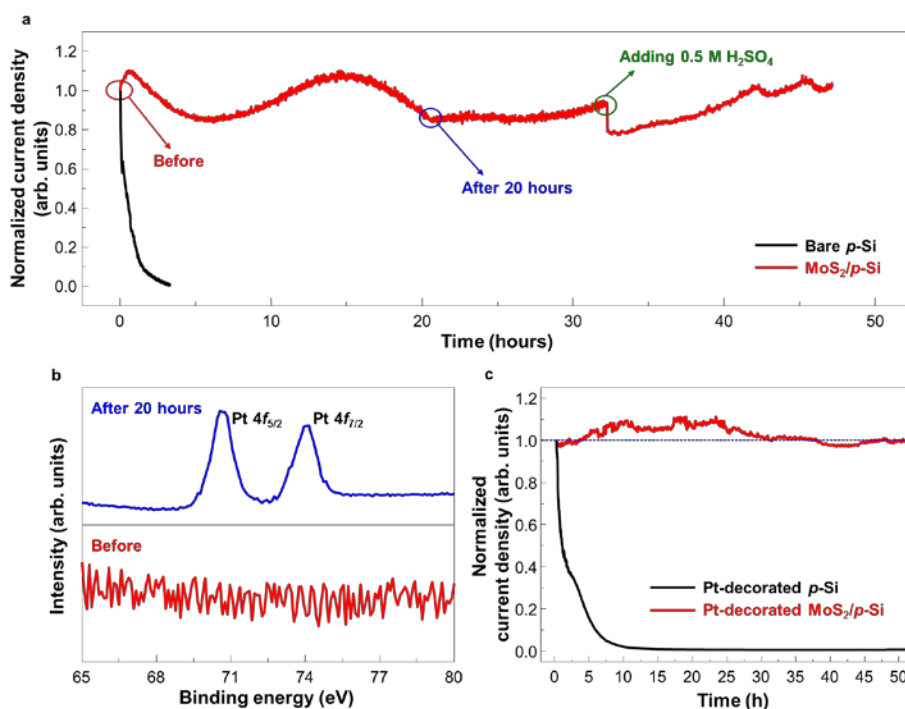 a
Normalized current density
(arb. units)
1.2
1.0
0.8
0.6
0.4
0.2
0.0
Before
After 20 hours
Adding 0.5 M H₂SO₄
Bare p-Si
MoS₂/p-Si
0 10 20 30 40 50
Time (hours)
b
Intensity (arb. units)
After 20 hours
Pt 4f5/2 Pt 4f7/2
Before
65 68 71 74 77 80
Binding energy (eV)
c
Normalized
current density (arb. units)
1.2
1.0
0.8
0.6
0.4
0.2
0.0
Pt-decorated p-Si
Pt-decorated MoS₂/p-Si
0 5 10 15 20 25 30 35 40 45 50
Time (h)